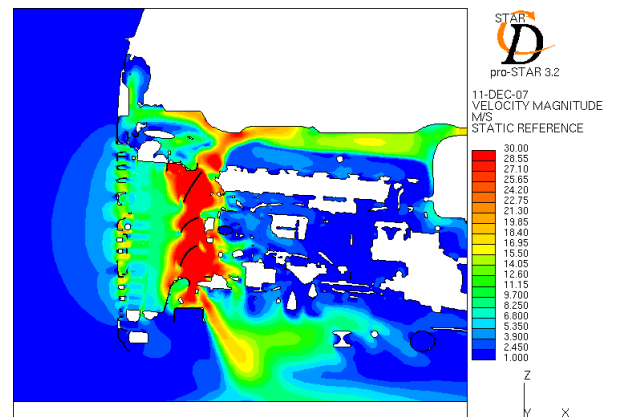 STAR
D
pro-STAR 3.2
11-DEC-07
VELOCITY MAGNITUDE
M/S
STATIC REFERENCE
30.00
28.55
27.10
25.65
24.20
22.75
21.30
19.85
18.40
16.95
15.50
14.05
12.60
11.15
9.700
8.250
6.800
5.350
3.900
2.450
1.000
Z
Y X